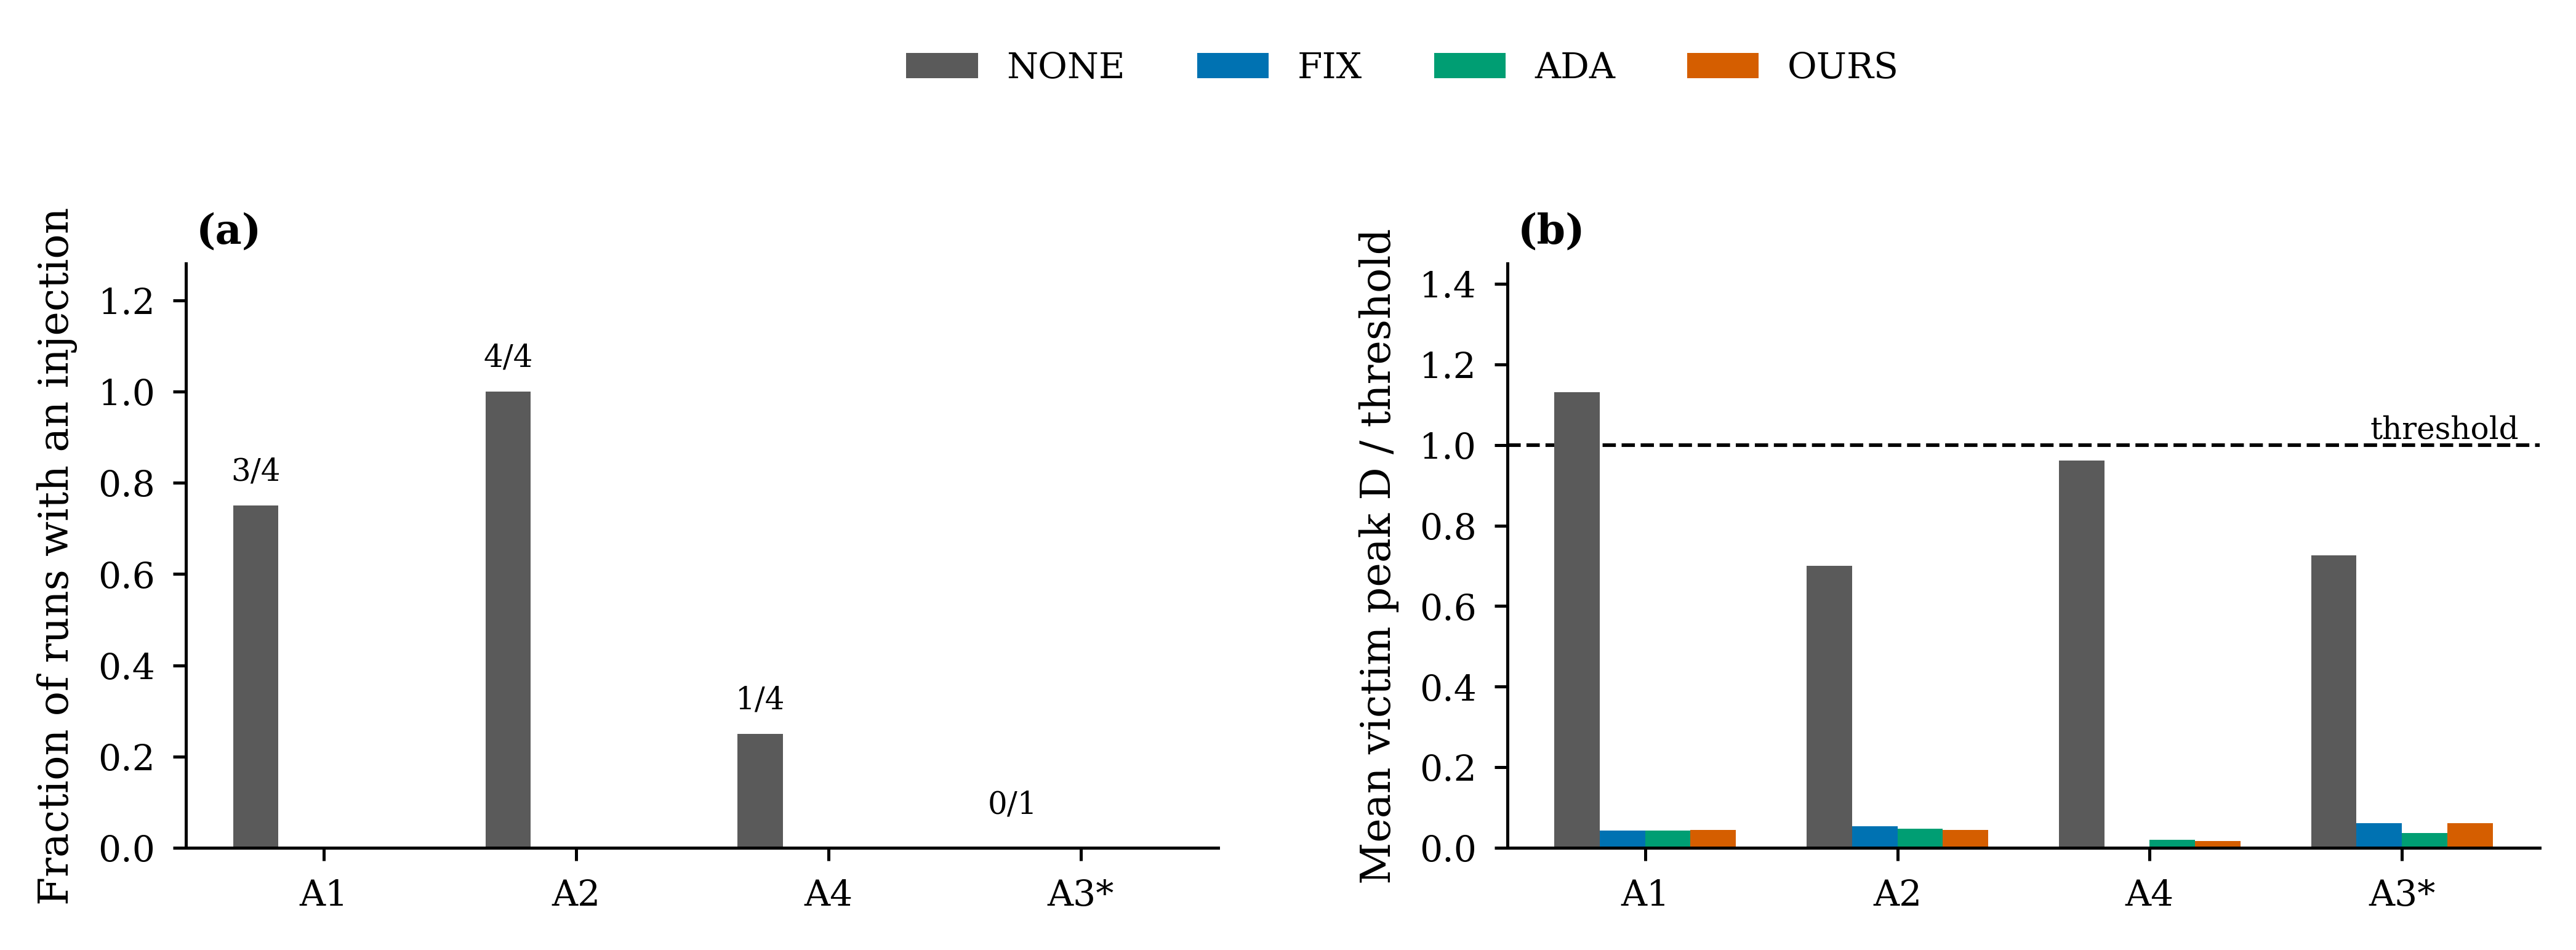 NONE FIX ADA OURS
(a)
Fraction of runs with an injection
1.2
1.0
0.8
0.6
0.4
0.2
0.0
3/4
4/4
1/4
0/1
A1 A2 A4 A3*
(b)
Mean victim peak D / threshold
1.4
1.2
1.0
0.8
0.6
0.4
0.2
0.0
threshold
A1 A2 A4 A3*